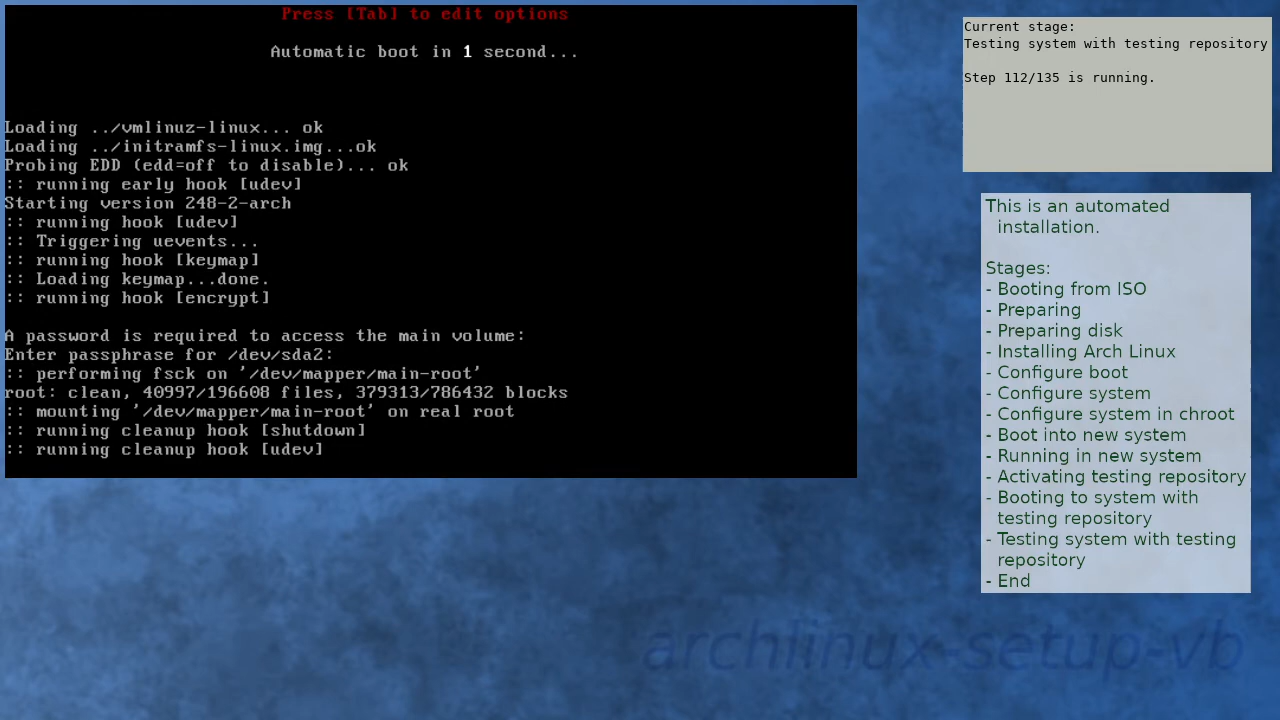 Press [Tab] to edit options
Automatic boot in 1 second...
Loading ../vmlinuz-linux... ok
Loading ../initramfs-linux.img...ok
Probing EDD (edd=off to disable)... ok
:: running early hook [udev]
Starting version 248-2-arch
:: running hook [udev]
:: Triggering uevents...
:: running hook [keymap]
:: Loading keymap...done.
:: running hook [encrypt]
A password is required to access the main volume:
Enter passphrase for /dev/sda2:
:: performing fsck on '/dev/mapper/main-root'
root: clean, 40997/196608 files, 379313/786432 blocks
:: mounting '/dev/mapper/main-root' on real root
:: running cleanup hook [shutdown]
:: running cleanup hook [udev]
Current stage:
Testing system with testing repository
Step 112/135 is running.
This is an automated
installation.
Stages:
- Booting from ISO
- Preparing
- Preparing disk
- Installing Arch Linux
- Configure boot
- Configure system
- Configure system in chroot
- Boot into new system
- Running in new system
- Activating testing repository
- Booting to system with
testing repository
- Testing system with testing
repository
- End
archlinux-setup-vb